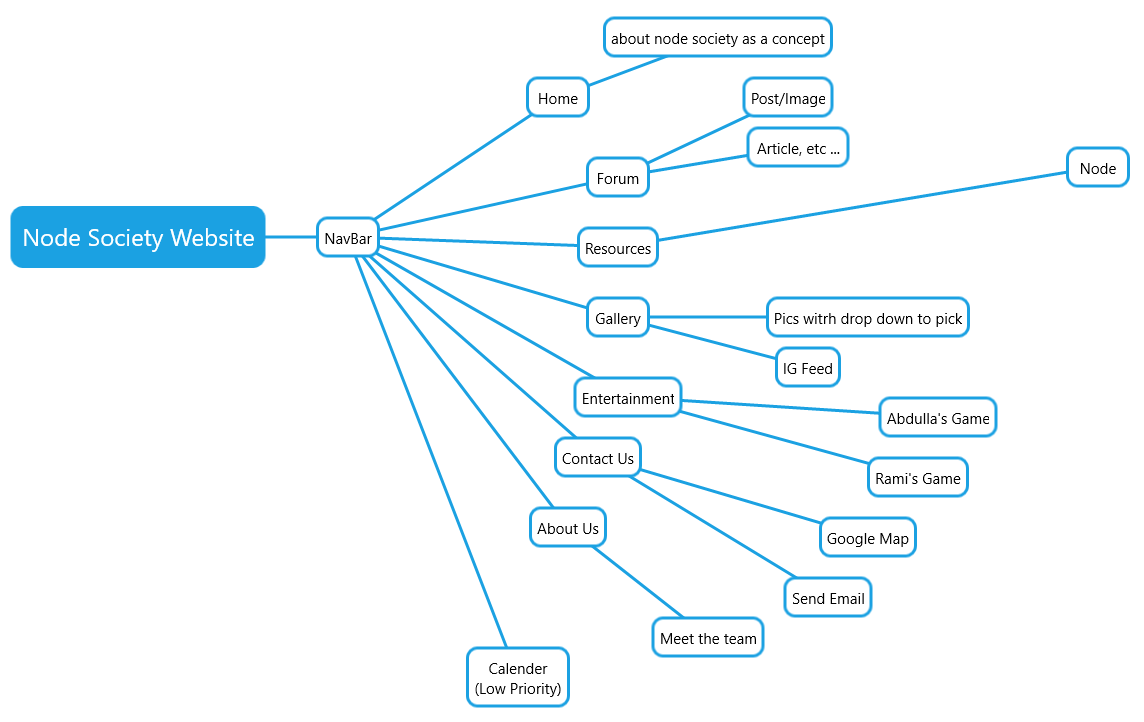 about node society as a concept
Home
Post/Image
Article, etc ...
Forum
Node
Node Society Website
NavBar
Resources
Gallery
Pics witrh drop down to pick
IG Feed
Entertainment
Abdulla's Game
Contact Us
Rami's Game
About Us
Google Map
Send Email
Meet the team
Calender
(Low Priority)